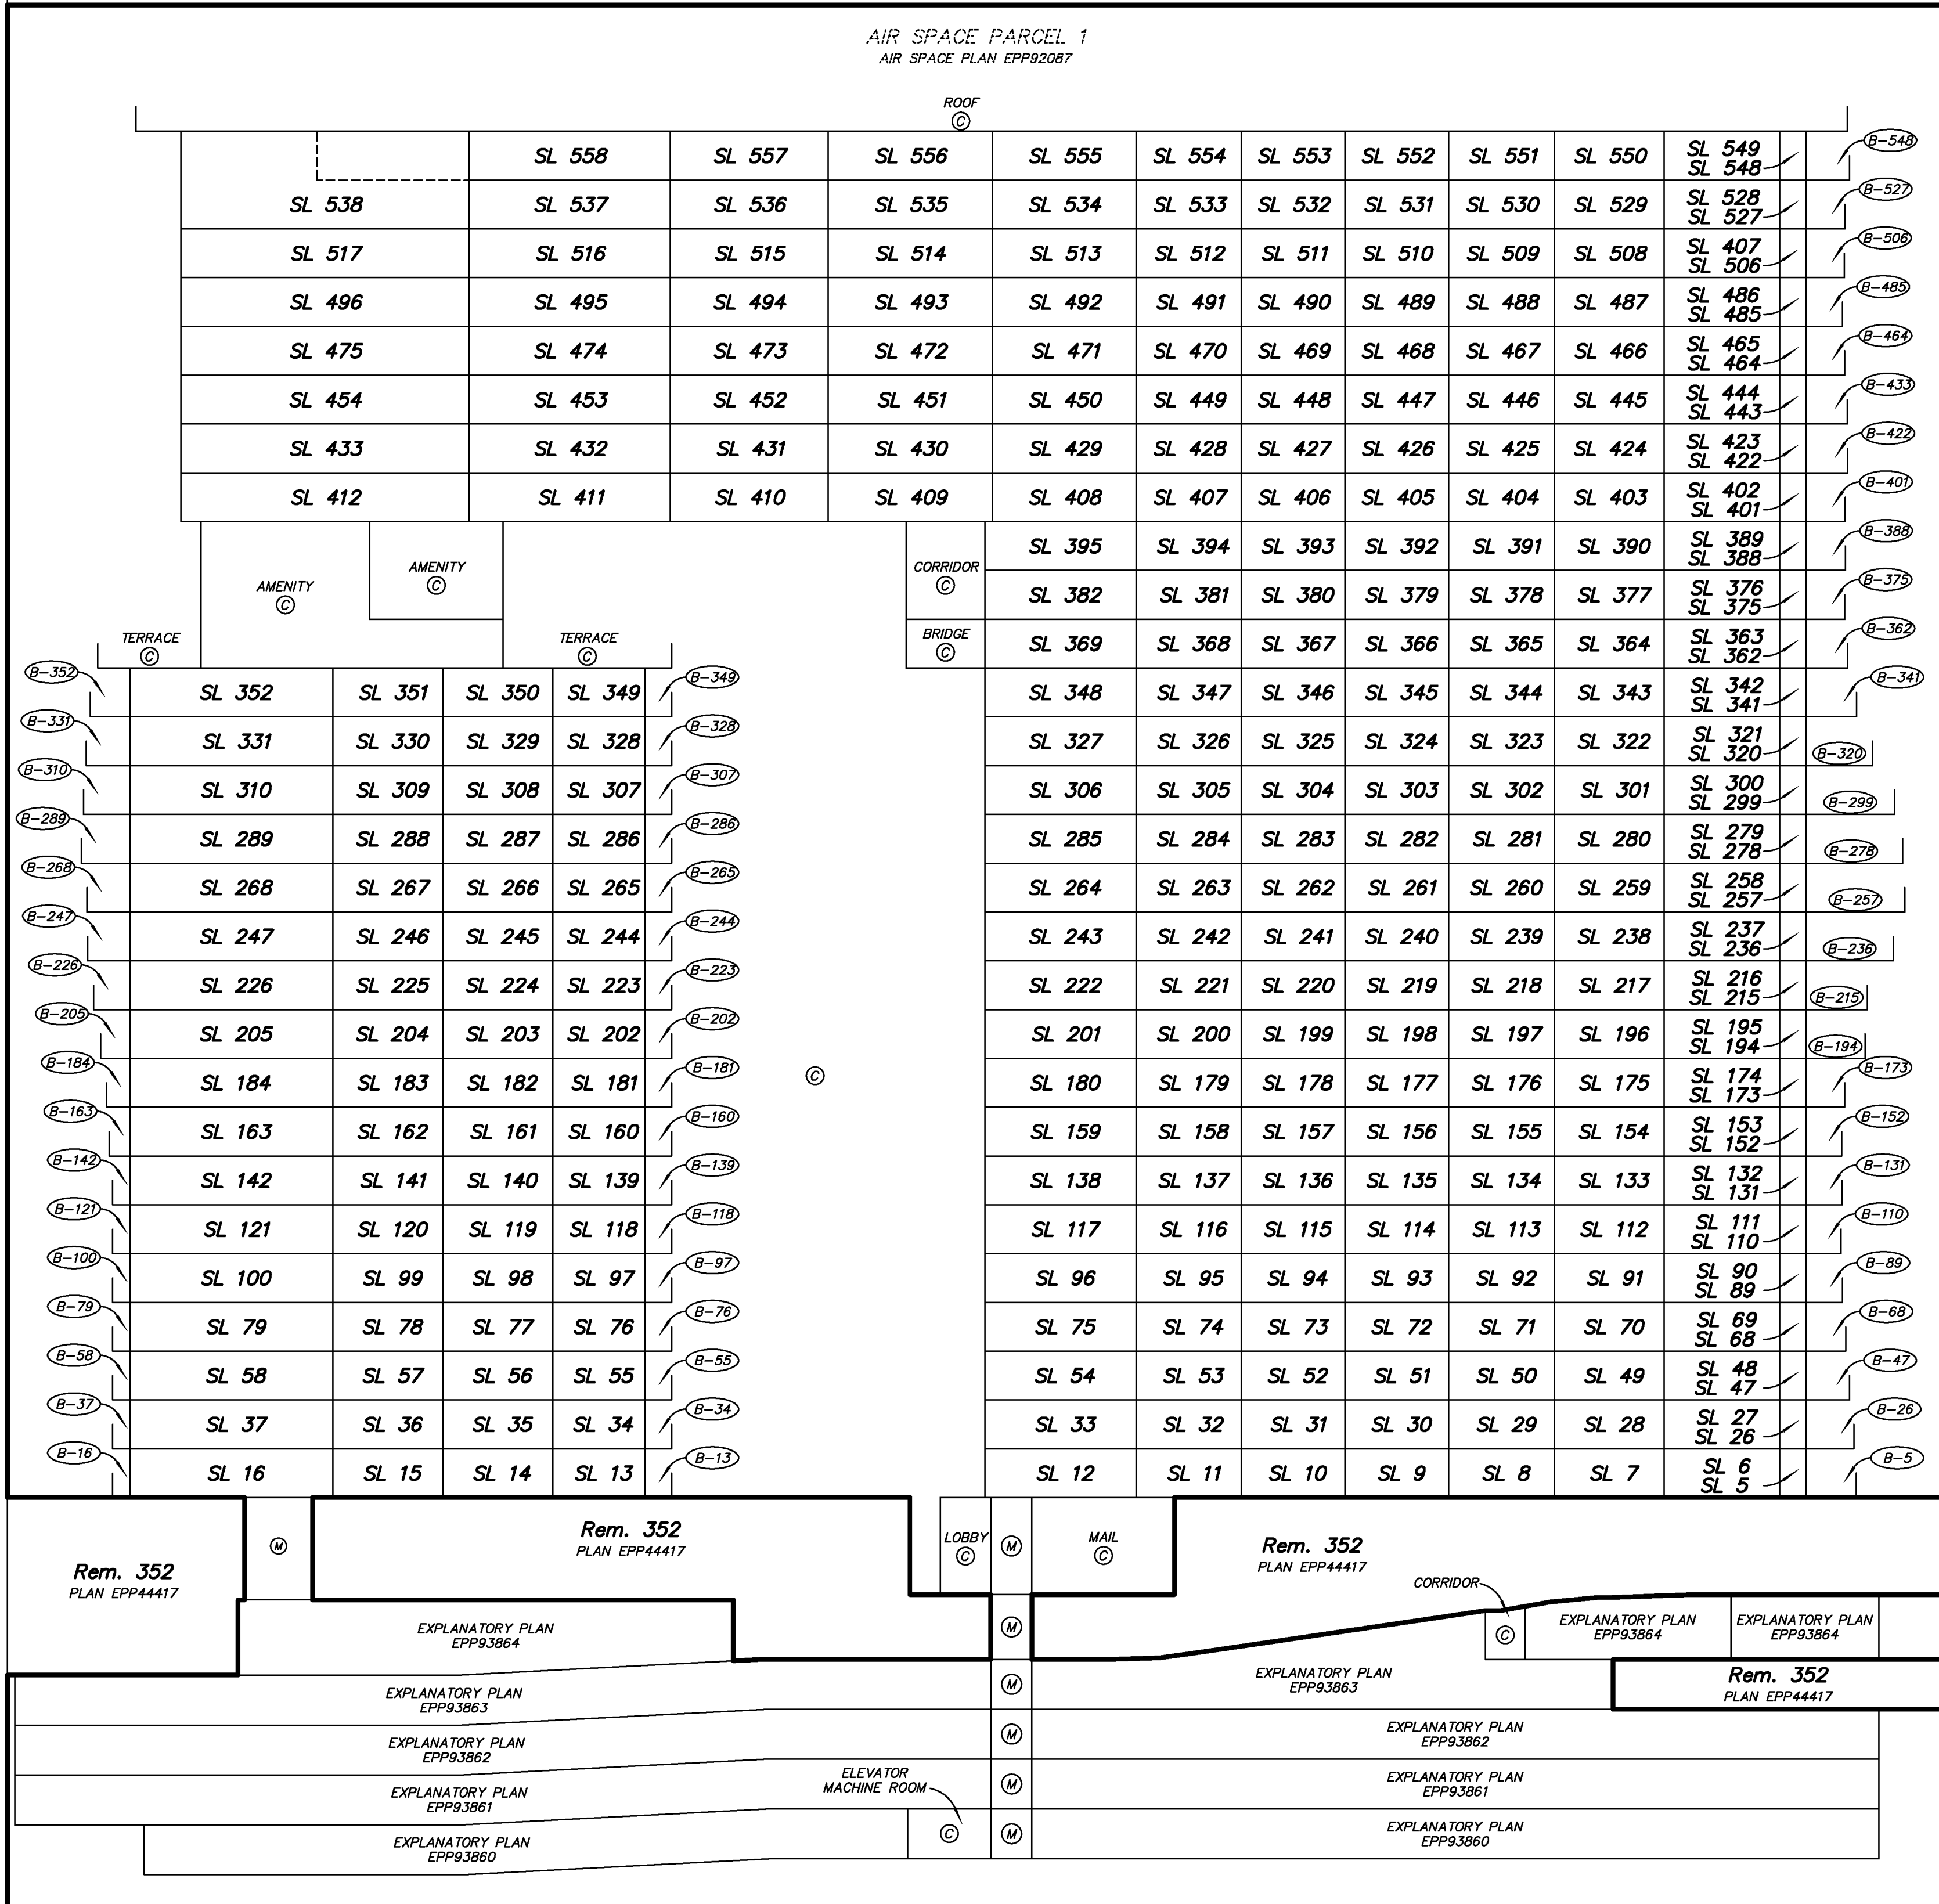 AIR SPACE PARCEL 1
AIR SPACE PLAN EPP92087
ROOF
C
SL 558 SL 557 SL 556 SL 555 SL 554 SL 553 SL 552 SL 551 SL 550 SL 549 B-548
SL 548
SL 538 SL 537 SL 536 SL 535 SL 534 SL 533 SL 532 SL 531 SL 530 SL 529 SL 528 B-527
SL 527
SL 517 SL 516 SL 515 SL 514 SL 513 SL 512 SL 511 SL 510 SL 509 SL 508 SL 407 B-506
SL 506
SL 496 SL 495 SL 494 SL 493 SL 492 SL 491 SL 490 SL 489 SL 488 SL 487 SL 486 B-485
SL 485
SL 475 SL 474 SL 473 SL 472 SL 471 SL 470 SL 469 SL 468 SL 467 SL 466 SL 465 B-464
SL 464
SL 454 SL 453 SL 452 SL 451 SL 450 SL 449 SL 448 SL 447 SL 446 SL 445 SL 444 B-433
SL 443
SL 433 SL 432 SL 431 SL 430 SL 429 SL 428 SL 427 SL 426 SL 425 SL 424 SL 423 B-422
SL 422
SL 412 SL 411 SL 410 SL 409 SL 408 SL 407 SL 406 SL 405 SL 404 SL 403 SL 402 B-401
SL 401
AMENITY
C
AMENITY
C
CORRIDOR
C
SL 395 SL 394 SL 393 SL 392 SL 391 SL 390 SL 389 B-388
SL 388
SL 382 SL 381 SL 380 SL 379 SL 378 SL 377 SL 376 B-375
SL 375
TERRACE
C
TERRACE
C
BRIDGE
C
SL 369 SL 368 SL 367 SL 366 SL 365 SL 364 SL 363 B-362
SL 362
B-352 SL 352 SL 351 SL 350 SL 349 B-349 SL 348 SL 347 SL 346 SL 345 SL 344 SL 343 SL 342 B-341
SL 341
B-331 SL 331 SL 330 SL 329 SL 328 B-328 SL 327 SL 326 SL 325 SL 324 SL 323 SL 322 SL 321
SL 320 B-320
B-310 SL 310 SL 309 SL 308 SL 307 B-307 SL 306 SL 305 SL 304 SL 303 SL 302 SL 301 SL 300
SL 299 B-299
B-289 SL 289 SL 288 SL 287 SL 286 B-286 SL 285 SL 284 SL 283 SL 282 SL 281 SL 280 SL 279
SL 278 B-278
B-268 SL 268 SL 267 SL 266 SL 265 B-265 SL 264 SL 263 SL 262 SL 261 SL 260 SL 259 SL 258
SL 257 B-257
B-247 SL 247 SL 246 SL 245 SL 244 B-244 SL 243 SL 242 SL 241 SL 240 SL 239 SL 238 SL 237
SL 236 B-236
B-226 SL 226 SL 225 SL 224 SL 223 B-223 SL 222 SL 221 SL 220 SL 219 SL 218 SL 217 SL 216
SL 215 B-215
B-205 SL 205 SL 204 SL 203 SL 202 B-202 SL 201 SL 200 SL 199 SL 198 SL 197 SL 196 SL 195
SL 194 B-194
B-184 SL 184 SL 183 SL 182 SL 181 B-181 C SL 180 SL 179 SL 178 SL 177 SL 176 SL 175 SL 174 B-173
SL 173
B-163 SL 163 SL 162 SL 161 SL 160 B-160 SL 159 SL 158 SL 157 SL 156 SL 155 SL 154 SL 153 B-152
SL 152
B-142 SL 142 SL 141 SL 140 SL 139 B-139 SL 138 SL 137 SL 136 SL 135 SL 134 SL 133 SL 132 B-131
SL 131
B-121 SL 121 SL 120 SL 119 SL 118 B-118 SL 117 SL 116 SL 115 SL 114 SL 113 SL 112 SL 111 B-110
SL 110
B-100 SL 100 SL 99 SL 98 SL 97 B-97 SL 96 SL 95 SL 94 SL 93 SL 92 SL 91 SL 90 B-89
SL 89
B-79 SL 79 SL 78 SL 77 SL 76 B-76 SL 75 SL 74 SL 73 SL 72 SL 71 SL 70 SL 69 B-68
SL 68
B-58 SL 58 SL 57 SL 56 SL 55 B-55 SL 54 SL 53 SL 52 SL 51 SL 50 SL 49 SL 48 B-47
SL 47
B-37 SL 37 SL 36 SL 35 SL 34 B-34 SL 33 SL 32 SL 31 SL 30 SL 29 SL 28 SL 27 B-26
SL 26
B-16 SL 16 SL 15 SL 14 SL 13 B-13 SL 12 SL 11 SL 10 SL 9 SL 8 SL 7 SL 6 B-5
SL 5
Rem. 352
PLAN EPP44417
M
Rem. 352
PLAN EPP44417
LOBBY
C
M
MAIL
C
Rem. 352
PLAN EPP44417
CORRIDOR
C
EXPLANATORY PLAN
EPP93864
M
EXPLANATORY PLAN
EPP93864
EXPLANATORY PLAN
EPP93864
EXPLANATORY PLAN
EPP93863
M
EXPLANATORY PLAN
EPP93863
Rem. 352
PLAN EPP44417
EXPLANATORY PLAN
EPP93862
M
EXPLANATORY PLAN
EPP93862
EXPLANATORY PLAN
EPP93861
ELEVATOR
MACHINE ROOM
M
EXPLANATORY PLAN
EPP93861
EXPLANATORY PLAN
EPP93860
C
M
EXPLANATORY PLAN
EPP93860